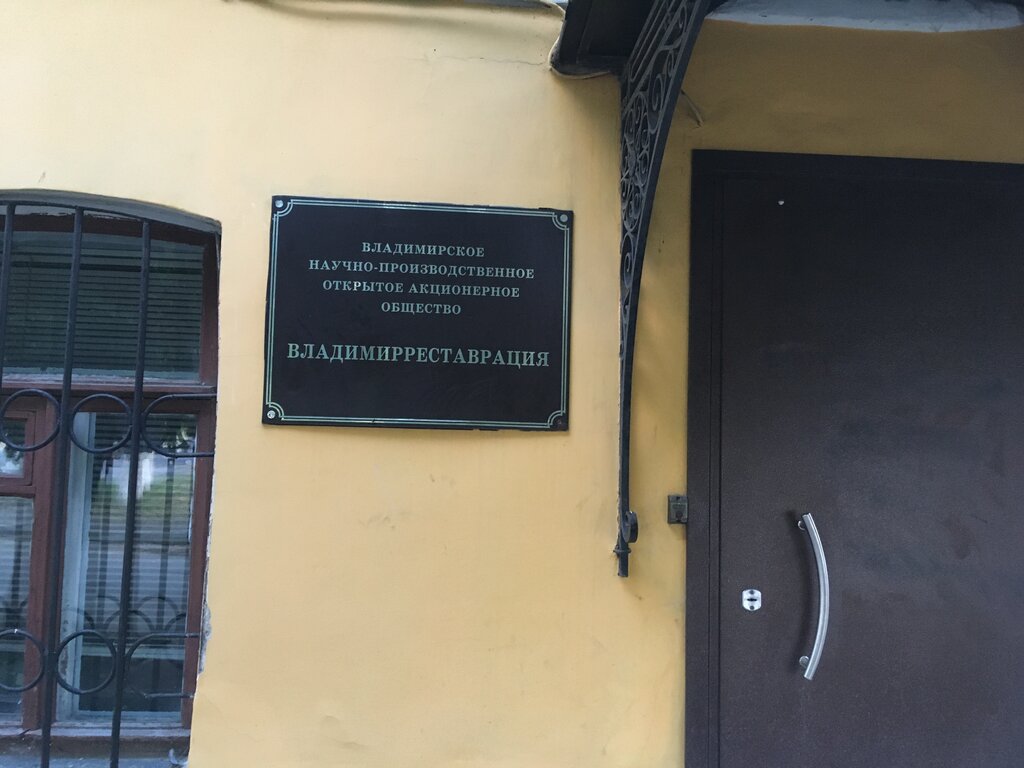 ВЛАДИМИРСКОЕ
НАУЧНО-ПРОИЗВОДСТВЕННОЕ
ОТКРЫТОЕ АКЦИОНЕРНОЕ
ОБЩЕСТВО
ВЛАДИМИРРЕСТАВРАЦИЯ